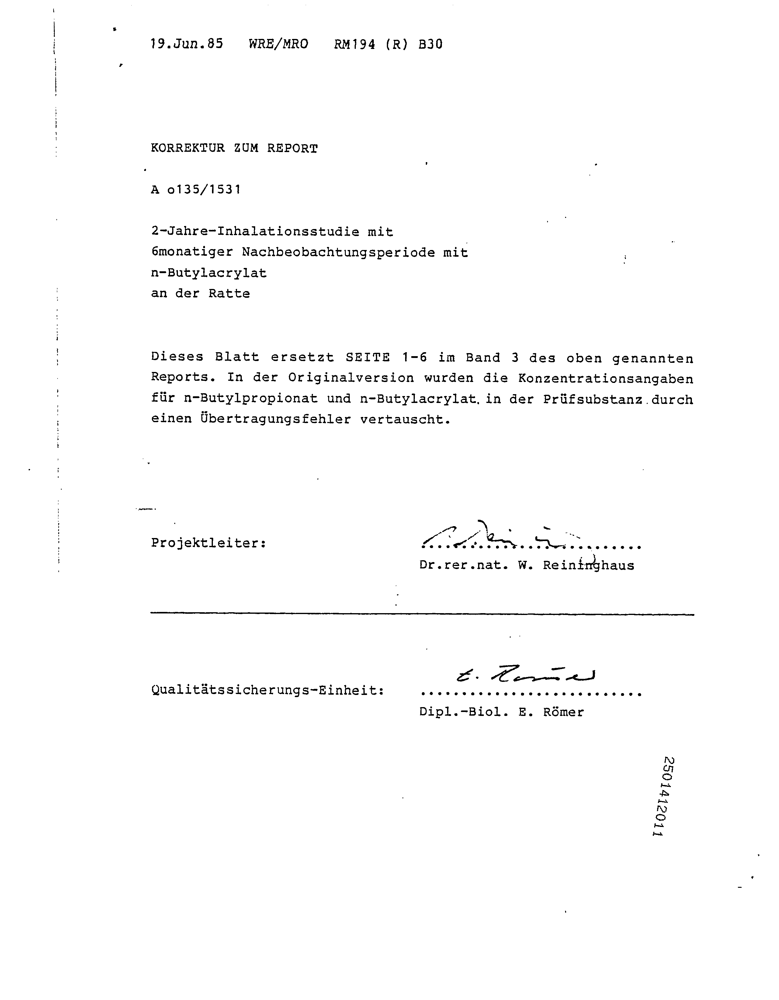 19.Jun.85 WRE/MRO RM194 (R) B30
KORREKTUR ZUM REPORT
A o135/1531
2-Jahre-Inhalationsstudie mit
6monatiger Nachbeobachtungsperiode mit
n-Butylacrylat
an der Ratte
Dieses Blatt ersetzt SEITE 1-6 im Band 3 des oben genannten
Reports. In der Originalversion wurden die Konzentrationsangaben
für n-Butylpropionat und n-Butylacrylat in der Prüfsubstanz durch
einen Übertragungsfehler vertauscht.
Projektleiter:
Dr.rer.nat. W. Reininghaus
E. Römer
Qualitätssicherungs-Einheit:
Dipl.-Biol. E. Römer
2501412011